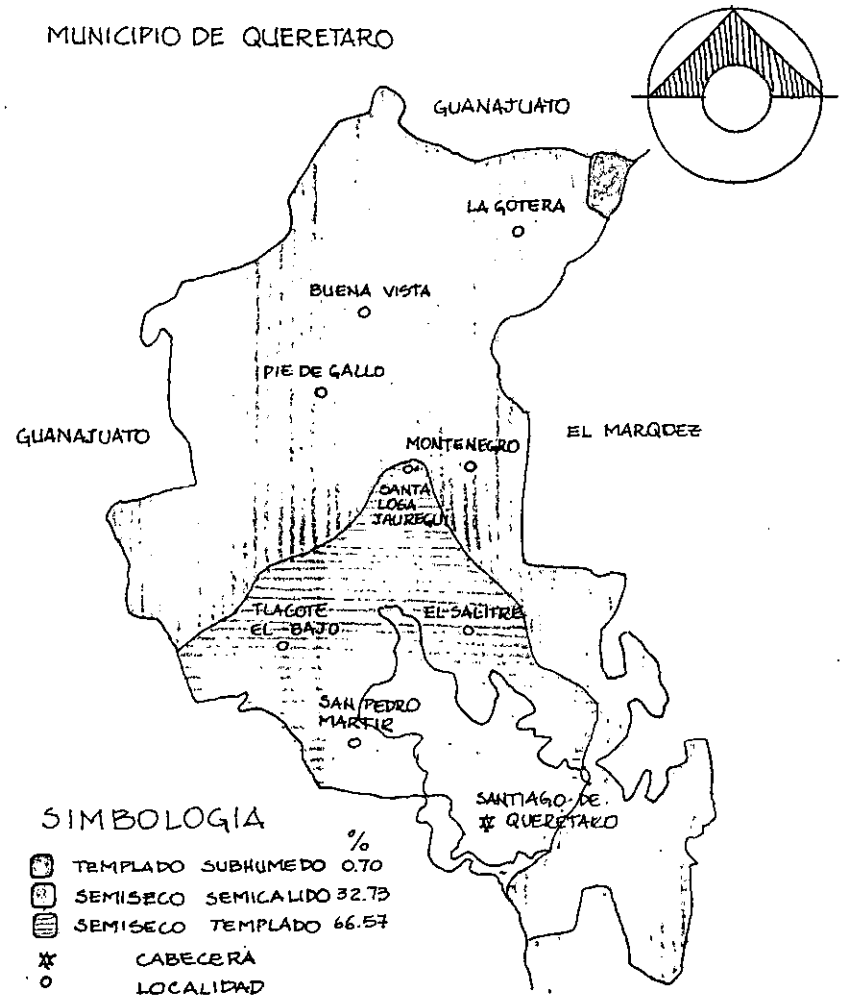 MUNICIPIO DE QUERETARO
GUANAJUATO
LA GOTERA
BUENA VISTA
PIE DE GALLO
GUANAJUATO
EL MARQDEZ
MONTENEGRO
SANTA
LOGA
JAUREGUI
TLACOTE
EL BAJO
EL SALITRE
SAN PEDRO
MARTIR
SANTIAGO DE
QUERETARO
SIMBOLOGIA
%
TEMPLADO SUBHUMEDO 0.70
SEMISECO SEMICALIDO 32.73
SEMISECO TEMPLADO 66.57
CABECERA
LOCALIDAD